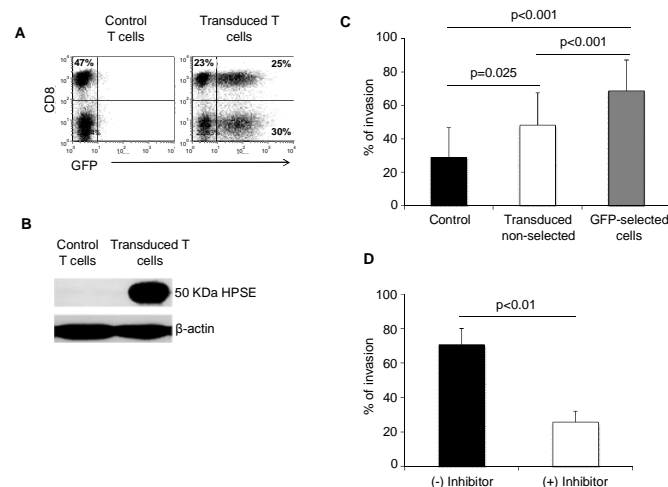 A
Control
T cells
Transduced T
cells
47%
23%
25%
30%
CD8
GFP
B
Control
T cells
Transduced T
cells
50 KDa HPSE
β-actin
C
p<0.001
p<0.001
p=0.025
% of invasion
100
80
60
40
20
0
Control
Transduced
non-selected
GFP-selected
cells
D
p<0.01
% of invasion
100
80
60
40
20
0
(-) Inhibitor
(+) Inhibitor